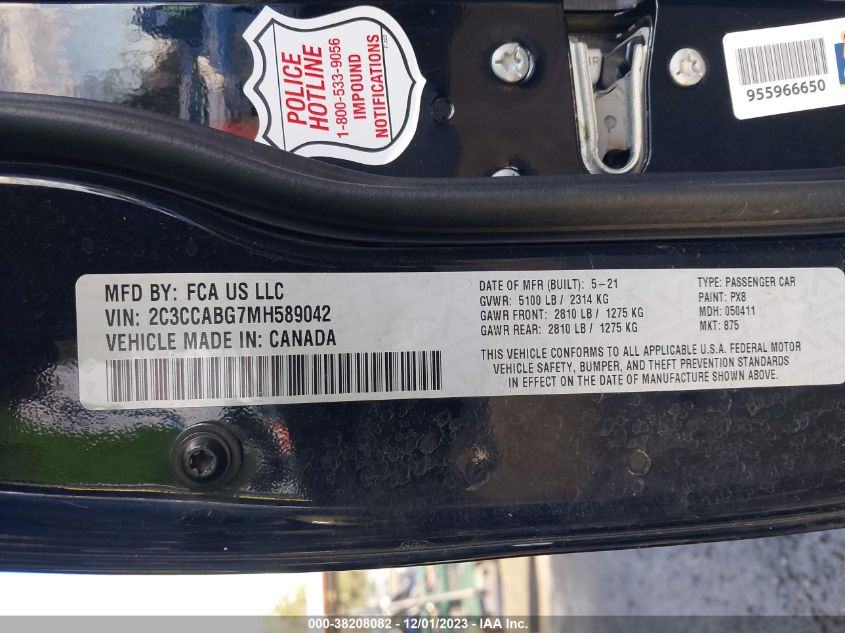 POLICE
HOTLINE
1-800-533-9056
IMPOUND
NOTIFICATIONS
955966650
MFD BY: FCA US LLC
VIN: 2C3CCABG7MH589042
VEHICLE MADE IN: CANADA
DATE OF MFR (BUILT): 5-21
GVWR: 5100 LB / 2314 KG
GAWR FRONT: 2810 LB / 1275 KG
GAWR REAR: 2810 LB / 1275 KG
TYPE: PASSENGER CAR
PAINT: PX8
MDH: 050411
MKT: 875
THIS VEHICLE CONFORMS TO ALL APPLICABLE U.S.A. FEDERAL MOTOR
VEHICLE SAFETY, BUMPER, AND THEFT PREVENTION STANDARDS
IN EFFECT ON THE DATE OF MANUFACTURE SHOWN ABOVE.
000-38208082 - 12/01/2023 - IAA Inc.